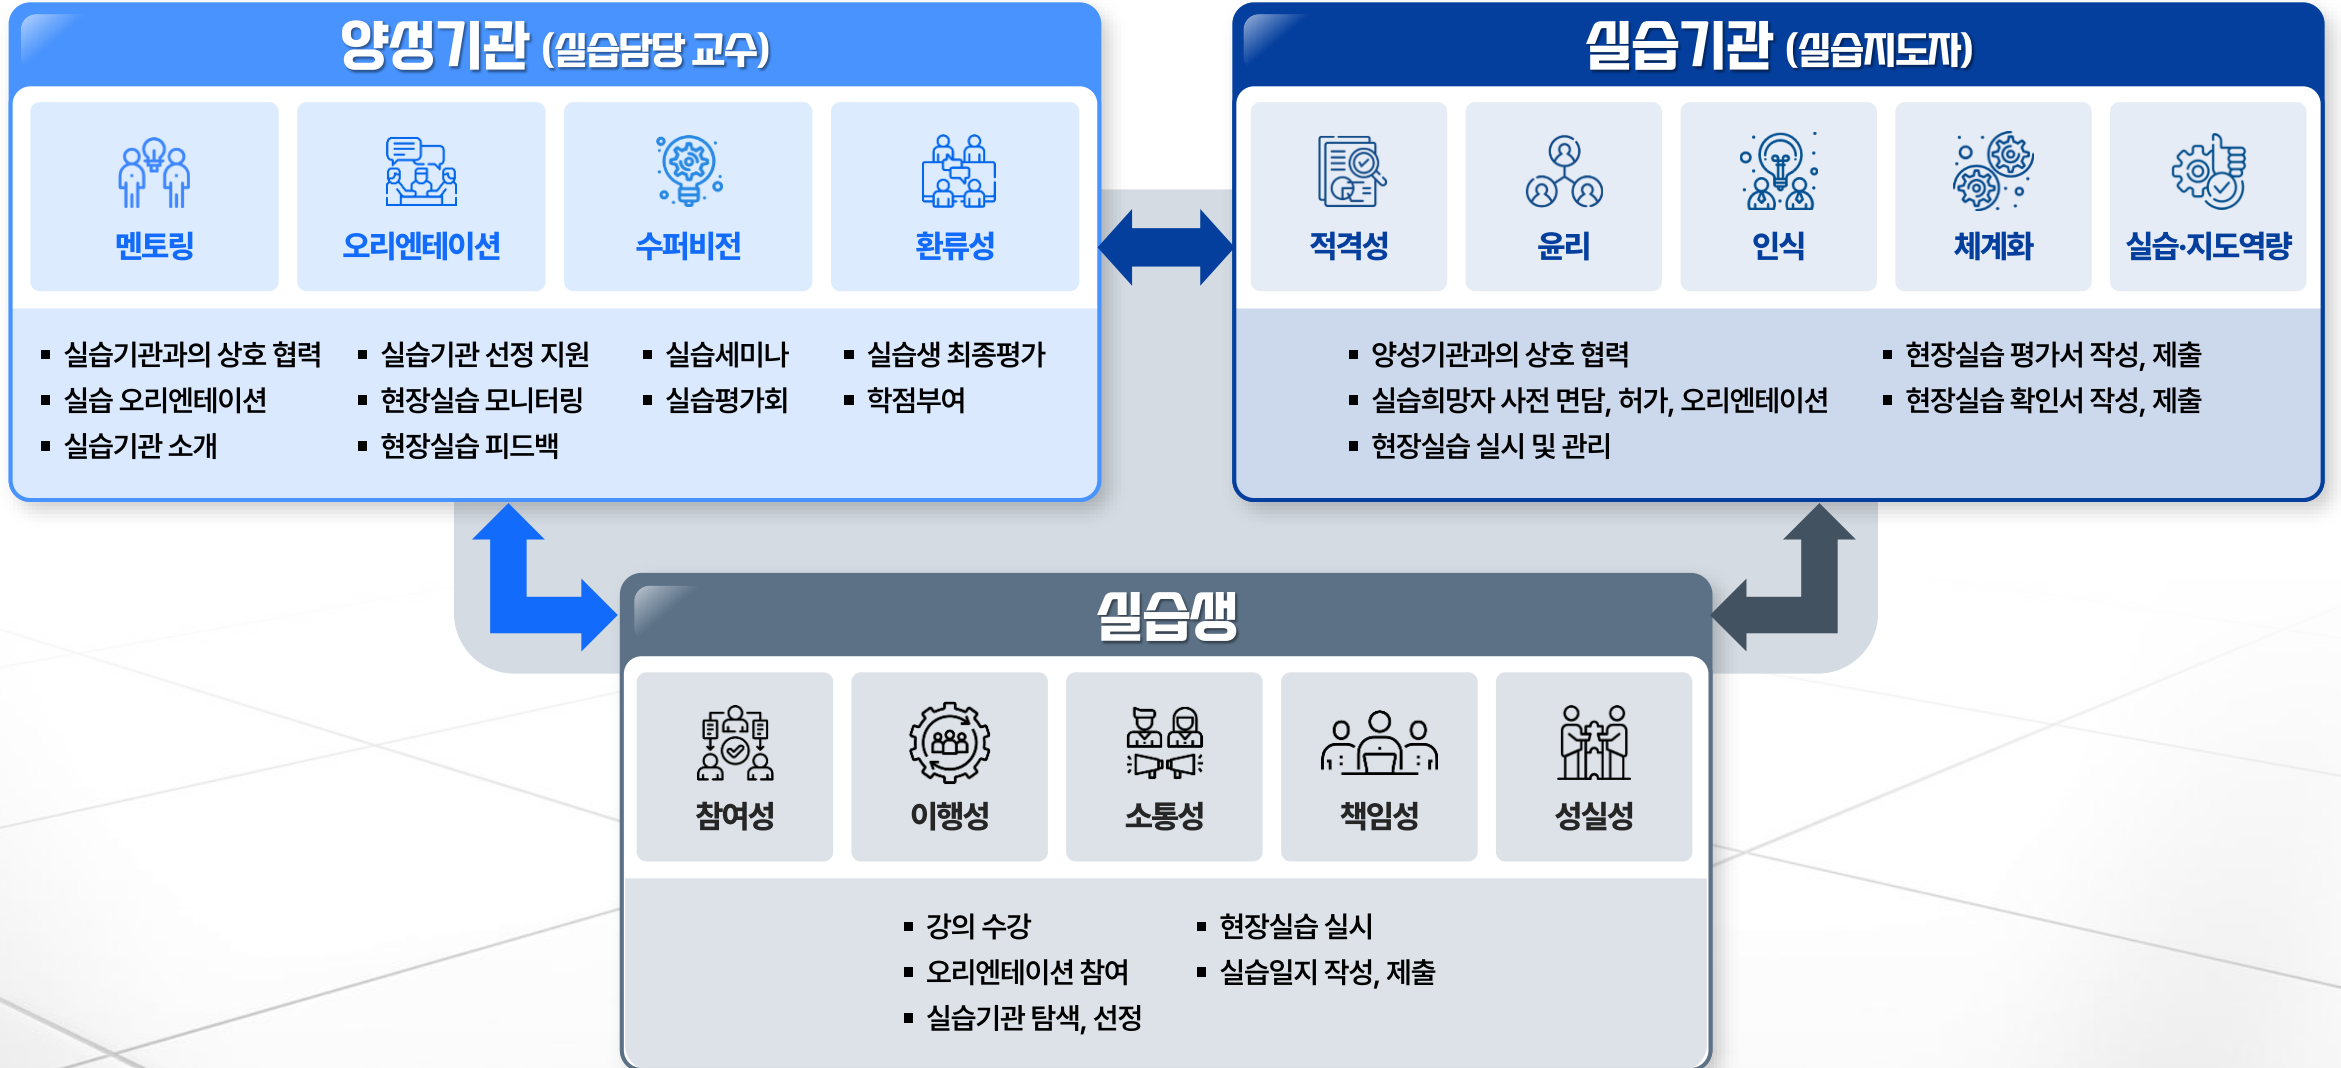 양성기관 (실습담당 교수)
멘토링
오리엔테이션
수퍼비전
환류성
▪ 실습기관과의 상호 협력
▪ 실습 오리엔테이션
▪ 실습기관 소개
▪ 실습기관 선정 지원
▪ 현장실습 모니터링
▪ 현장실습 피드백
▪ 실습세미나
▪ 실습평가회
▪ 실습생 최종평가
▪ 학점부여
실습기관 (실습지도자)
적격성
윤리
인식
체계화
실습·지도역량
▪ 양성기관과의 상호 협력
▪ 실습희망자 사전 면담, 허가, 오리엔테이션
▪ 현장실습 실시 및 관리
▪ 현장실습 평가서 작성, 제출
▪ 현장실습 확인서 작성, 제출
실습생
참여성
이행성
소통성
책임성
성실성
▪ 강의 수강
▪ 오리엔테이션 참여
▪ 실습기관 탐색, 선정
▪ 현장실습 실시
▪ 실습일지 작성, 제출